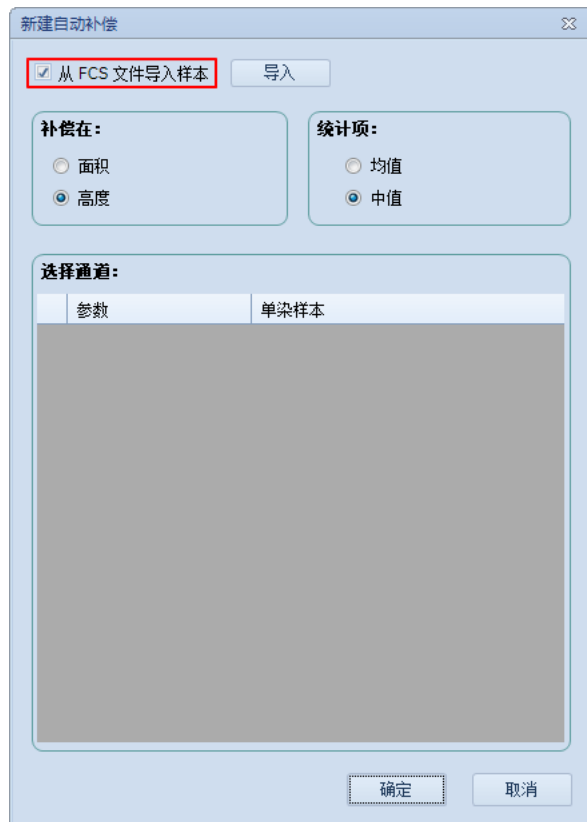 新建自动补偿
从 FCS 文件导入样本 导入
补偿在: 统计项:
面积 均值
高度 中值
选择通道:
参数 单染样本
确定 取消